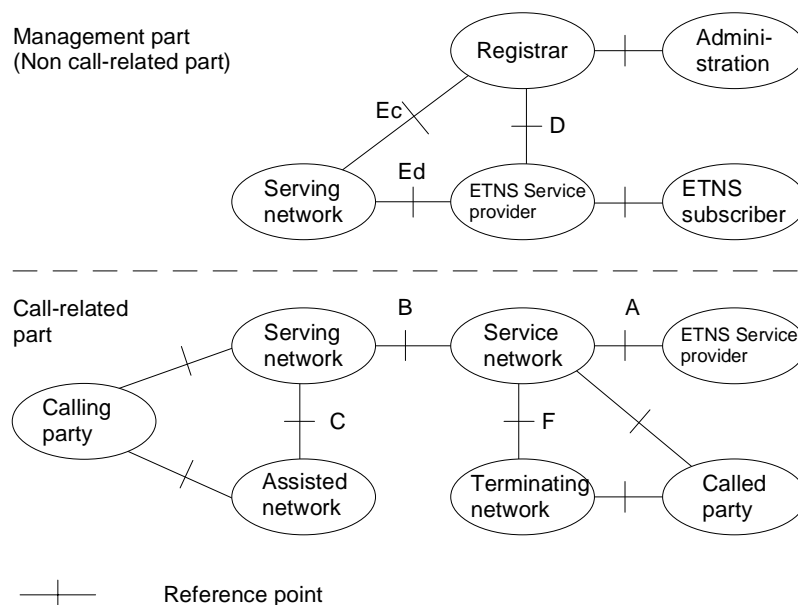 Management part
(Non call-related part)
Registrar
Admini-
stration
Ec
D
Ed
Serving
network
ETNS Service
provider
ETNS
subscriber
Call-related
part
B
A
Serving
network
Service
network
ETNS Service
provider
Calling
party
C
F
Assisted
network
Terminating
network
Called
party
Reference point